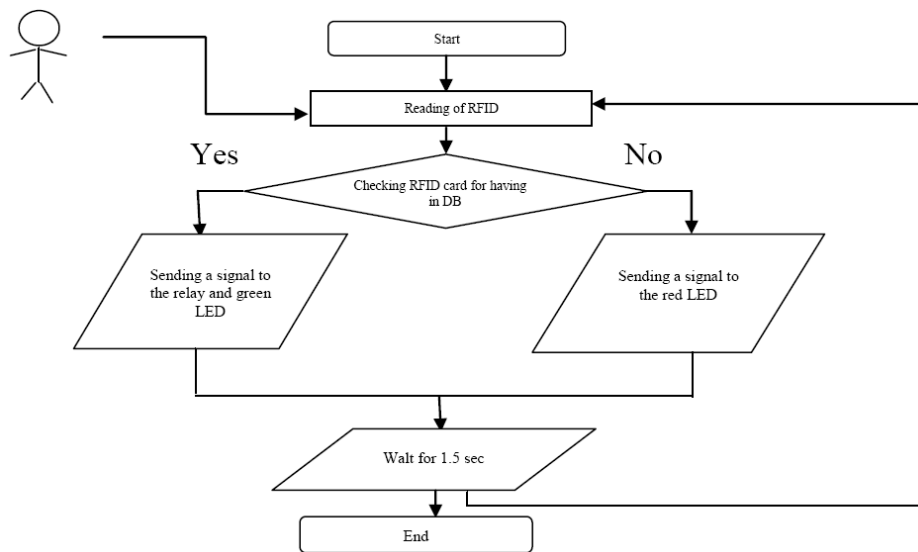 Start
Reading of RFID
Yes
No
Checking RFID card for having
in DB
Sending a signal to
the relay and green
LED
Sending a signal to
the red LED
Walt for 1.5 sec
End